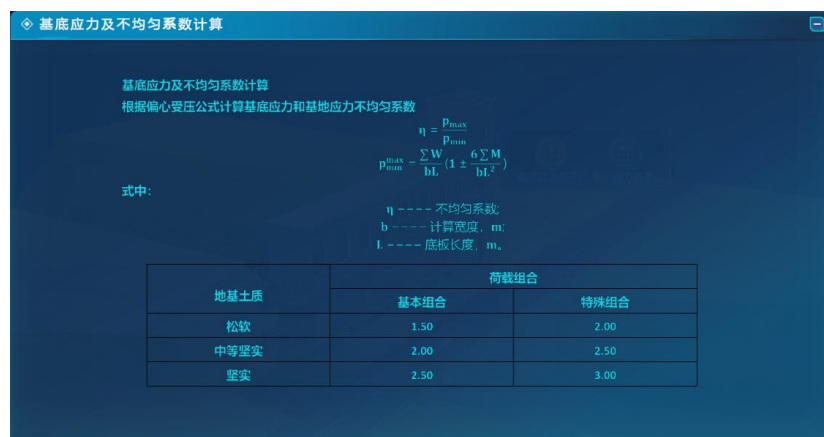 基底应力及不均匀系数计算
基底应力及不均匀系数计算
根据偏心受压公式计算基底应力和基地应力不均匀系数
η = p_max / p_min
p_min^max = ∑W / bL (1 ± 6∑M / bL²)
式中:
η ---- 不均匀系数;
b ---- 计算宽度，m;
L ---- 底板长度，m。
地基土质 荷载组合
基本组合 特殊组合
松软 1.50 2.00
中等坚实 2.00 2.50
坚实 2.50 3.00